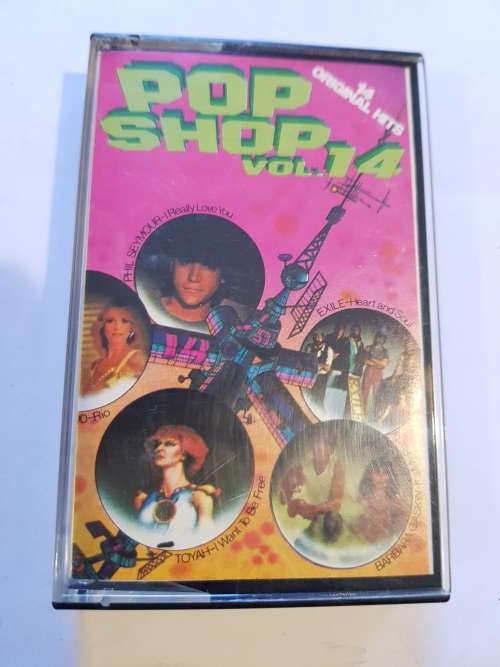 POP
SHOP
VOL.14
14
ORIGINAL HITS
PHIL SEYMOUR-I Really Love You
EXILE-Heart and Soul
O-Rio
TOYAH-I Want To Be Free
BARIBAR